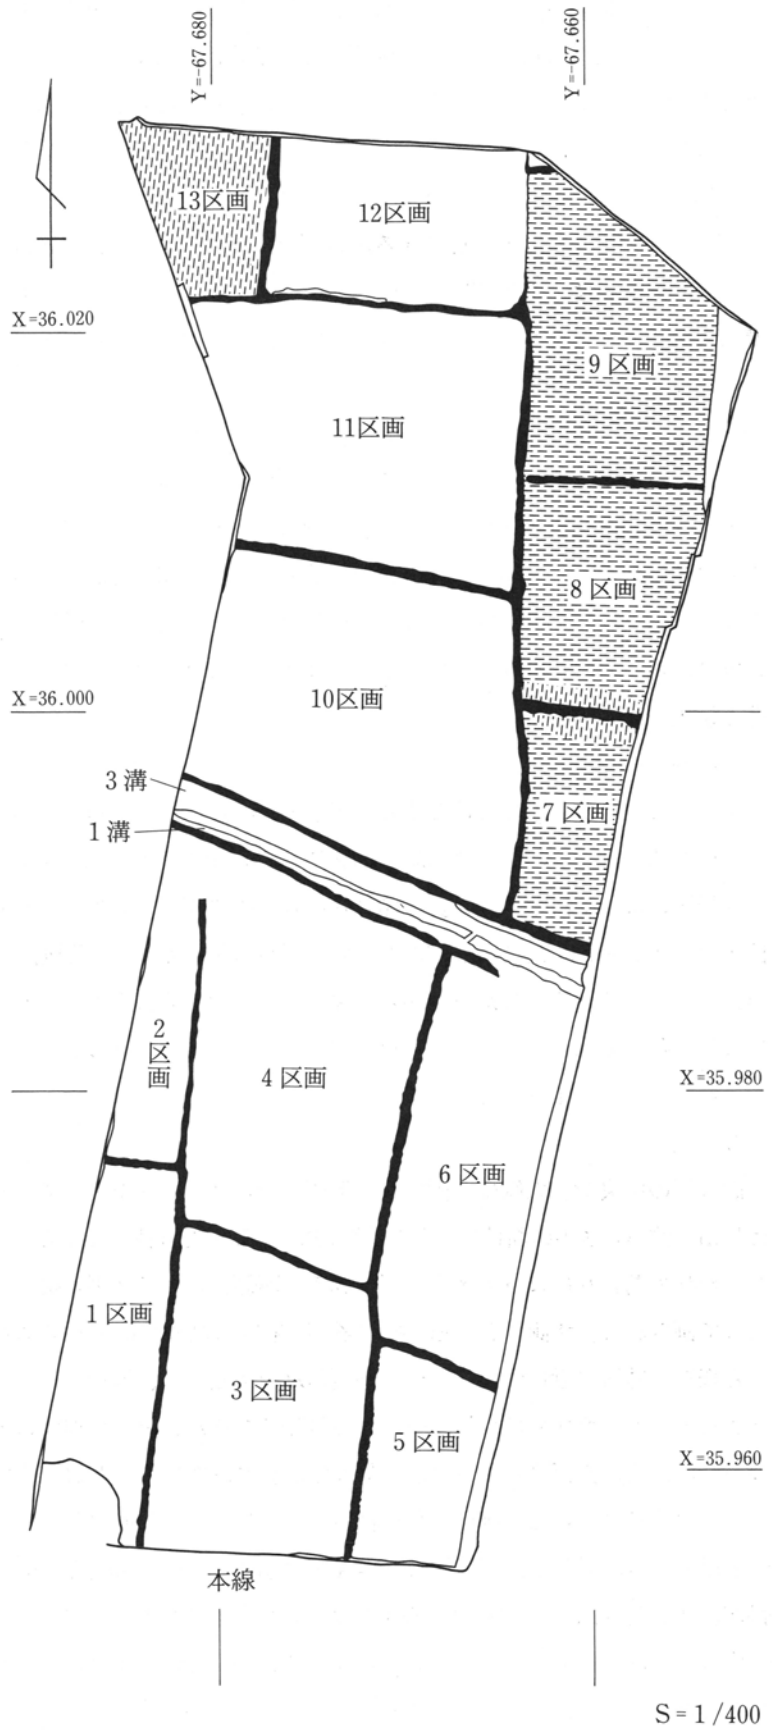 Y=-67.680
Y=-67.660
13区画
12区画
X=36.020
9区画
11区画
8区画
10区画
X=36.000
3溝
7区画
1溝
2区画
4区画
X=35.980
6区画
1区画
3区画
5区画
X=35.960
本線
S=1/400